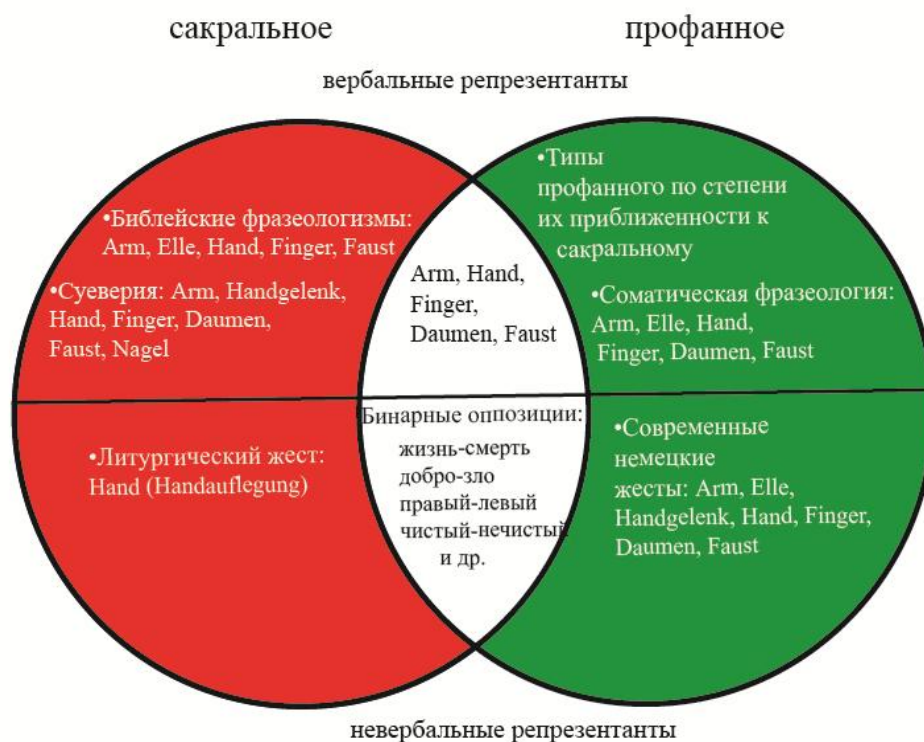 сакральное
профанное
вербальные репрезентанты
•Библейские фразеологизмы:
Arm, Elle, Hand, Finger, Faust
•Суеверия: Arm, Handgelenk,
Hand, Finger, Daumen,
Faust, Nagel
Arm, Hand,
Finger,
Daumen, Faust
•Типы
профанного по степени
их приближенности к
сакральному
•Соматическая фразеология:
Arm, Elle, Hand,
Finger, Daumen, Faust
•Литургический жест:
Hand (Handauflegung)
Бинарные оппозиции:
жизнь-смерть
добро-зло
правый-левый
чистый-нечистый
и др.
•Современные
немецкие
жесты: Arm, Elle,
Handgelenk, Hand, Finger,
Daumen, Faust
невербальные репрезентанты